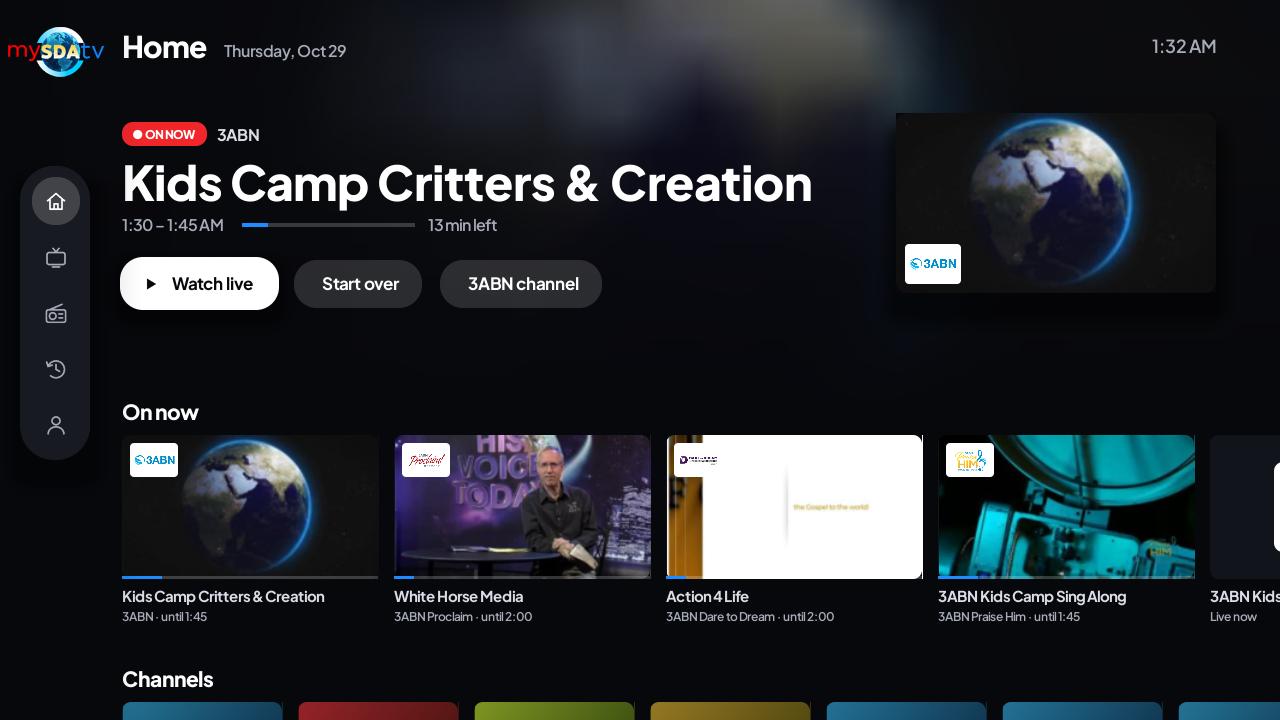 mySDAtv
Home
Thursday, Oct 29
1:32 AM
ON NOW
3ABN
Kids Camp Critters & Creation
1:30 – 1:45 AM
13 min left
Watch live
Start over
3ABN channel
3ABN
On now
3ABN
HIS
VOICE
TODAY
the Gospel to the world!
HIM
HIM
Kids Camp Critters & Creation
White Horse Media
Action 4 Life
3ABN Kids Camp Sing Along
3ABN Kids
3ABN · until 1:45
3ABN Proclaim · until 2:00
3ABN Dare to Dream · until 2:00
3ABN Praise Him · until 1:45
Live now
Channels